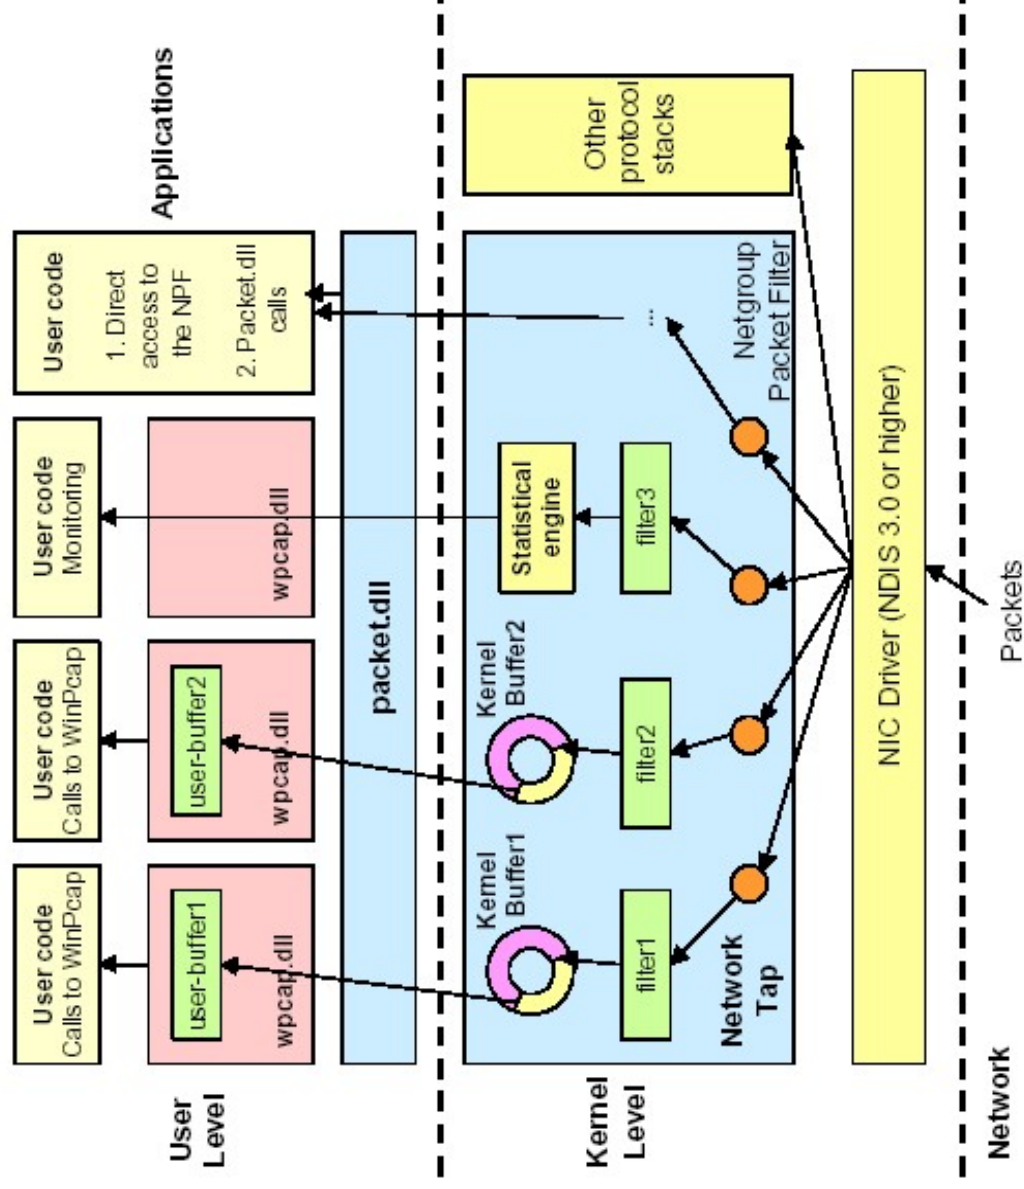 Applications
User
Level
User code
Calls to WinPcap
User code
Calls to WinPcap
User code
Monitoring
User code
1. Direct
access to
the NPF
2. Packet.dll
calls
user-buffer1
wpcap.dll
user-buffer2
wpcap.dll
wpcap.dll
packet.dll
Kernel
Level
Kernel
Buffer1
Kernel
Buffer2
Statistical
engine
...
Other
protocol
stacks
filter1
filter2
filter3
Network
Tap
Netgroup
Packet Filter
NIC Driver (NDIS 3.0 or higher)
Network
Packets